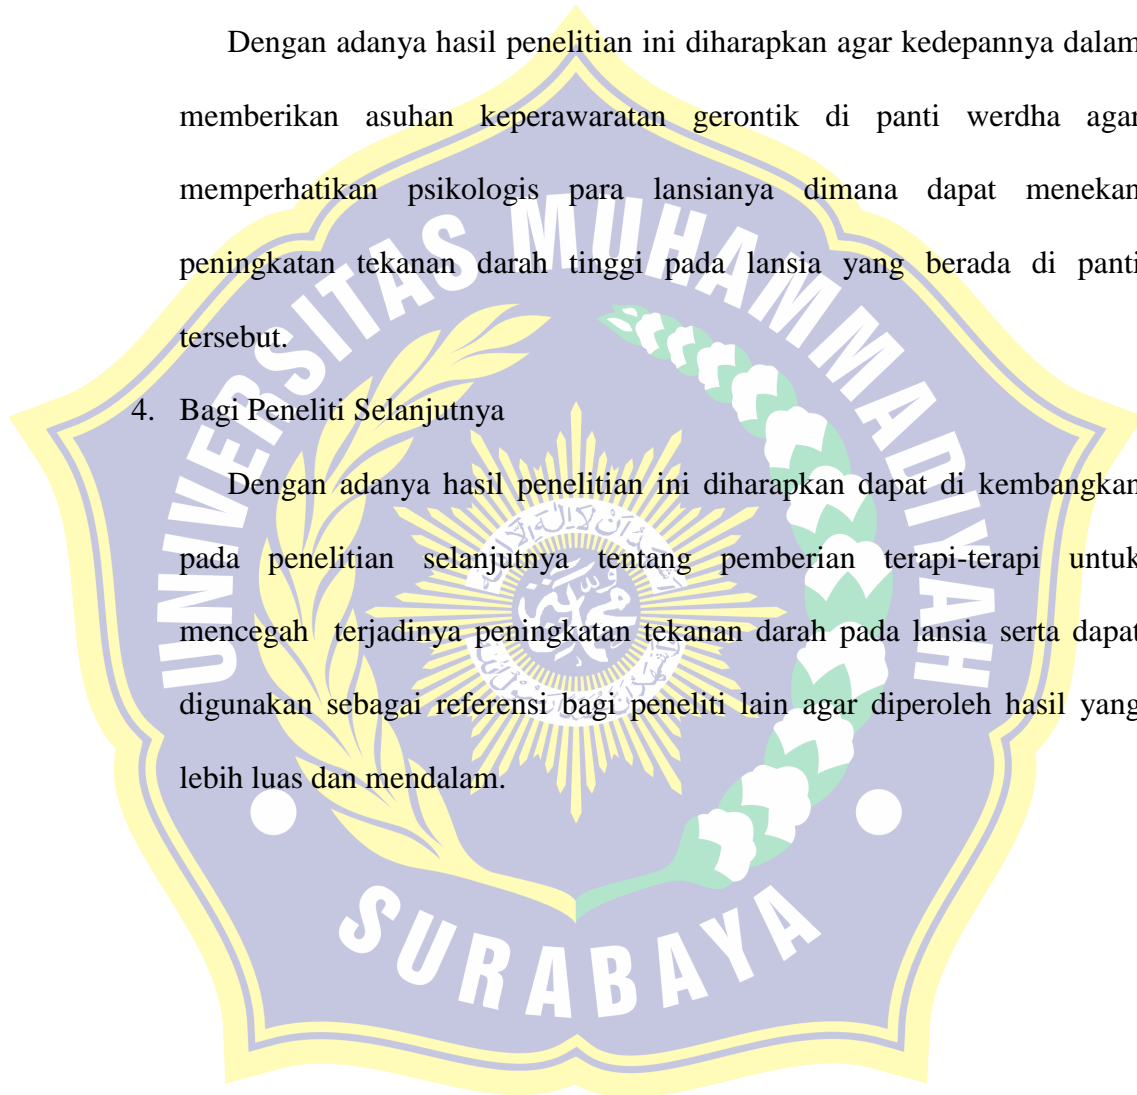 Dengan adanya hasil penelitian ini diharapkan agar kedepannya dalam
memberikan asuhan keperawaratan gerontik di panti werdha agar
memperhatikan psikologis para lansianya dimana dapat menekan
peningkatan tekanan darah tinggi pada lansia yang berada di panti
tersebut.
4. Bagi Peneliti Selanjutnya
Dengan adanya hasil penelitian ini diharapkan dapat di kembangkan
pada penelitian selanjutnya tentang pemberian terapi-terapi untuk
mencegah terjadinya peningkatan tekanan darah pada lansia serta dapat
digunakan sebagai referensi bagi peneliti lain agar diperoleh hasil yang
lebih luas dan mendalam.
UNIVERSITAS MUHAMMADIYAH
SURABAYA